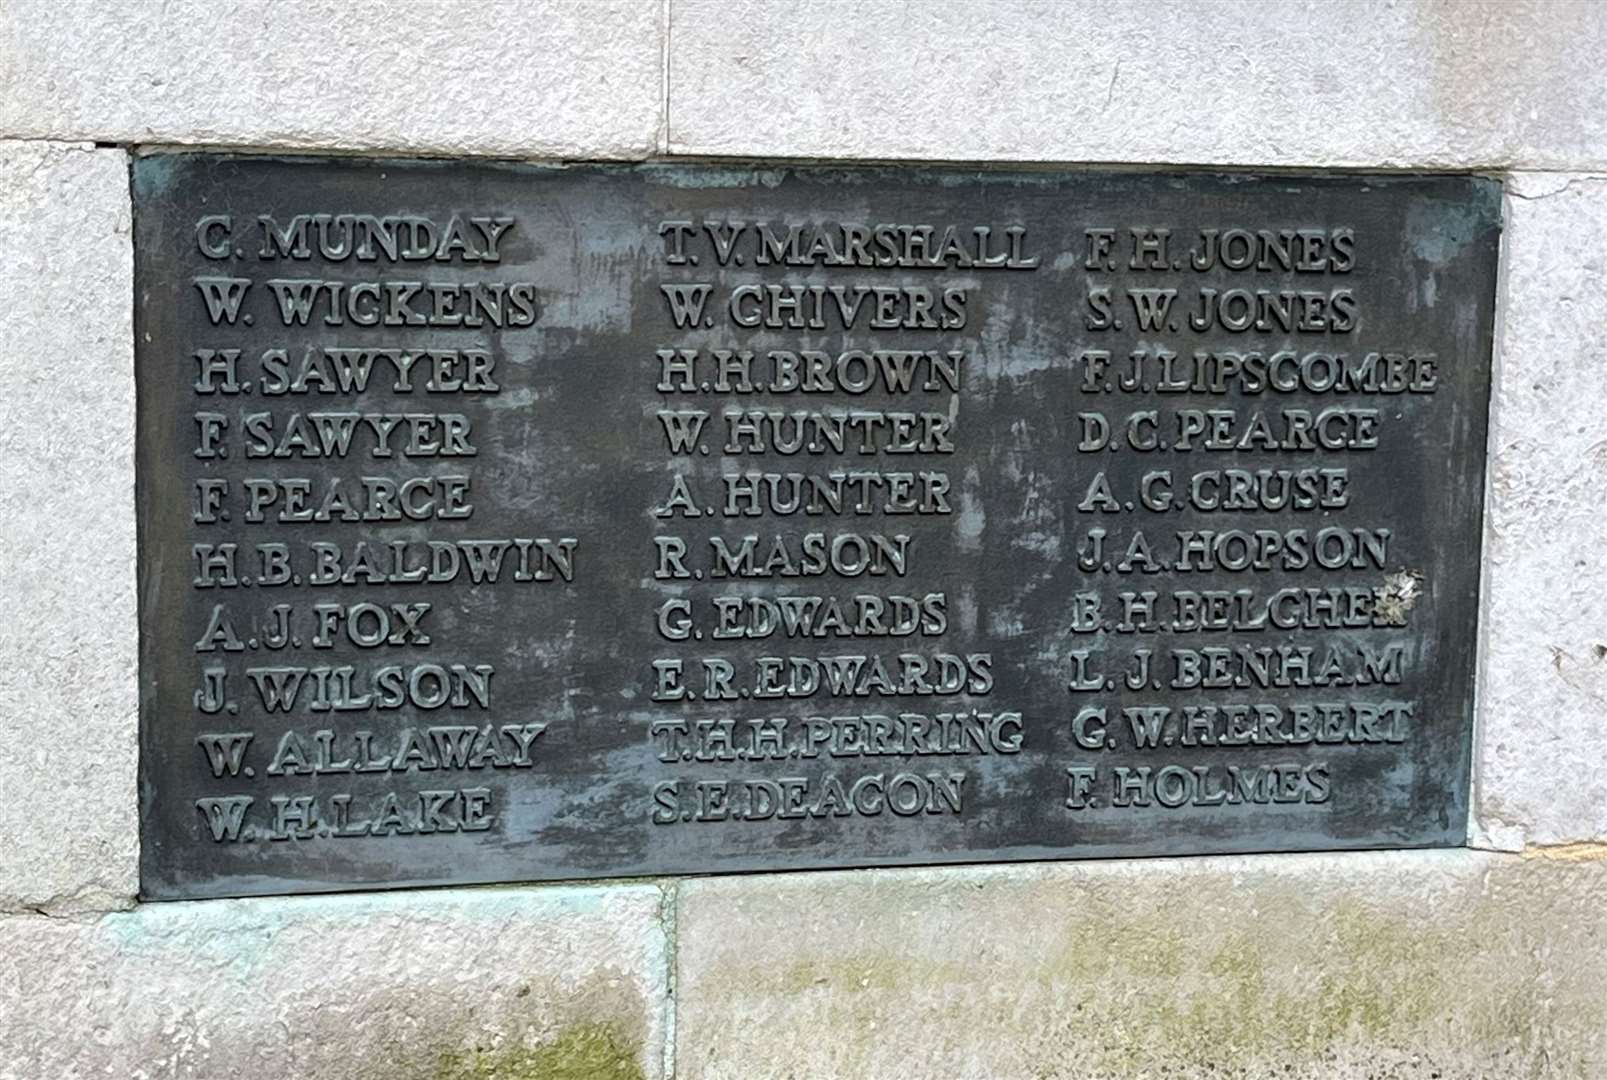 C. MUNDAY
W. WICKENS
H. SAWYER
F. SAWYER
F. PEARCE
H. B. BALDWIN
A. J. FOX
J. WILSON
W. ALLAWAY
W. H. LAKE
T. V. MARSHALL
W. CHIVERS
H. H. BROWN
W. HUNTER
A. HUNTER
R. MASON
G. EDWARDS
E. R. EDWARDS
T. H. H. PERRING
S. E. DEACON
F. H. JONES
S. W. JONES
F. J. LIPSCOMBE
D. C. PEARCE
A. G. CRUSE
J. A. HOPSON
B. H. BELCHER
L. J. BENHAM
G. W. HERBERT
F. HOLMES